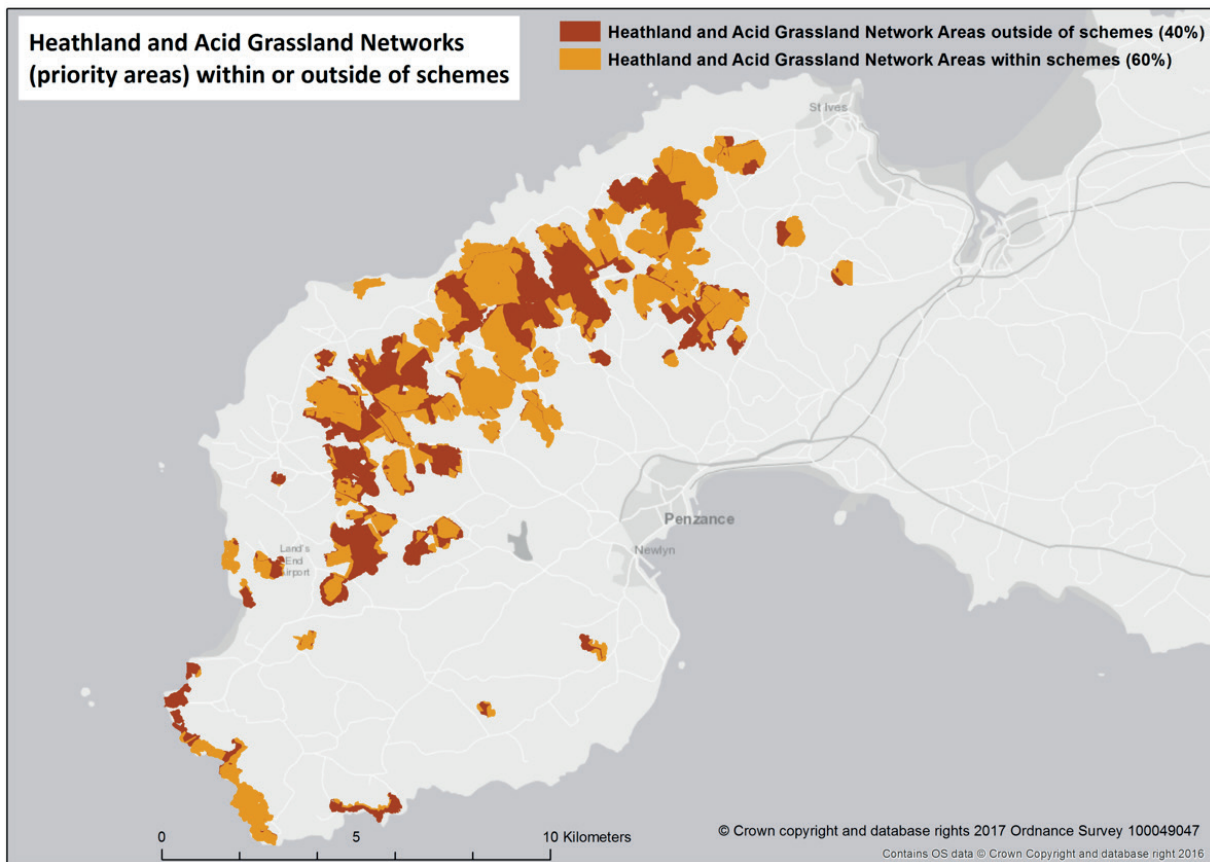 Heathland and Acid Grassland Networks
(priority areas) within or outside of schemes
Heathland and Acid Grassland Network Areas outside of schemes (40%)
Heathland and Acid Grassland Network Areas within schemes (60%)
St Ives
Penzance
Newlyn
Land's
End
Airport
0 5 10 Kilometers
© Crown copyright and database rights 2017 Ordnance Survey 100049047
Contains OS data © Crown Copyright and database right 2016